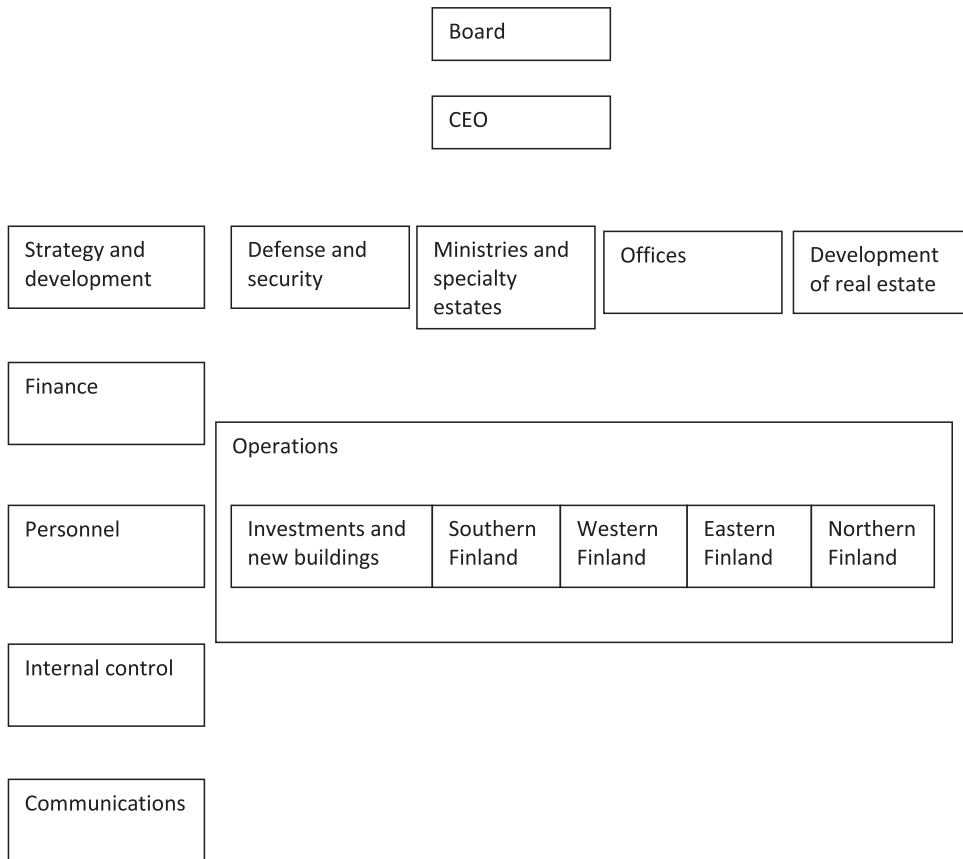 Board
CEO
Strategy and
development
Defense and
security
Ministries and
specialty
estates
Offices
Development
of real estate
Finance
Operations
Personnel
Investments and
new buildings
Southern
Finland
Western
Finland
Eastern
Finland
Northern
Finland
Internal control
Communications